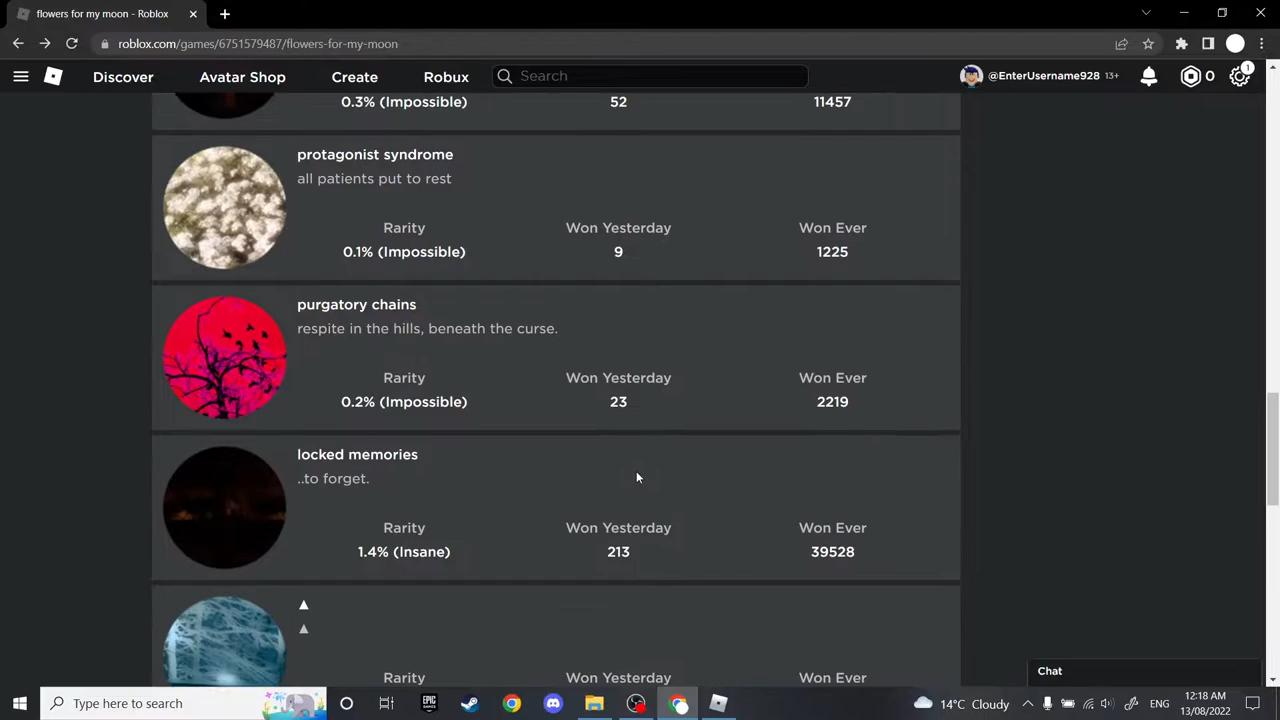 flowers for my moon - Roblox
roblox.com/games/6751579487/flowers-for-my-moon
Discover Avatar Shop Create Robux Search @EnterUsername928 13+ 0 1
0.3% (Impossible) 52 11457
protagonist syndrome
all patients put to rest
Rarity Won Yesterday Won Ever
0.1% (Impossible) 9 1225
purgatory chains
respite in the hills, beneath the curse.
Rarity Won Yesterday Won Ever
0.2% (Impossible) 23 2219
locked memories
..to forget.
Rarity Won Yesterday Won Ever
1.4% (Insane) 213 39528
▲
▲
Rarity Won Yesterday Won Ever
Chat
Type here to search EPIC GAMES 14°C Cloudy ENG 12:18 AM
13/08/2022